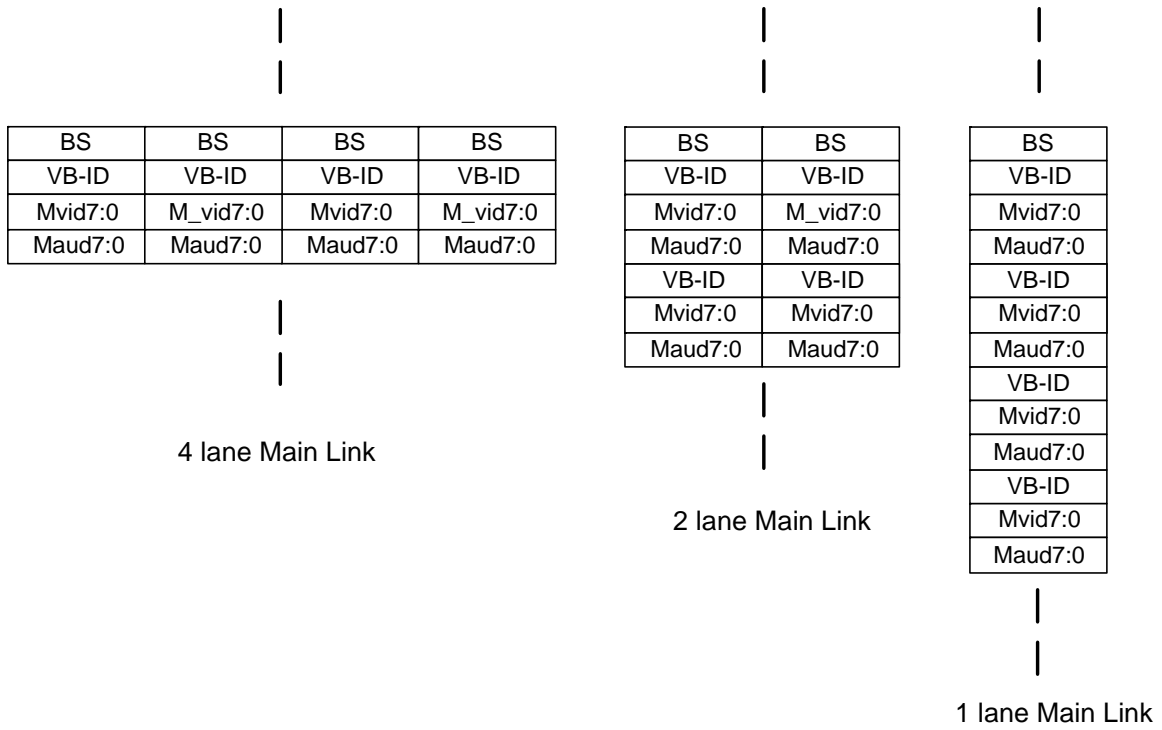 BS BS BS BS
VB-ID VB-ID VB-ID VB-ID
Mvid7:0 M_vid7:0 Mvid7:0 M_vid7:0
Maud7:0 Maud7:0 Maud7:0 Maud7:0
4 lane Main Link
BS BS
VB-ID VB-ID
Mvid7:0 M_vid7:0
Maud7:0 Maud7:0
VB-ID VB-ID
Mvid7:0 Mvid7:0
Maud7:0 Maud7:0
2 lane Main Link
BS
VB-ID
Mvid7:0
Maud7:0
VB-ID
Mvid7:0
Maud7:0
VB-ID
Mvid7:0
Maud7:0
VB-ID
Mvid7:0
Maud7:0
1 lane Main Link